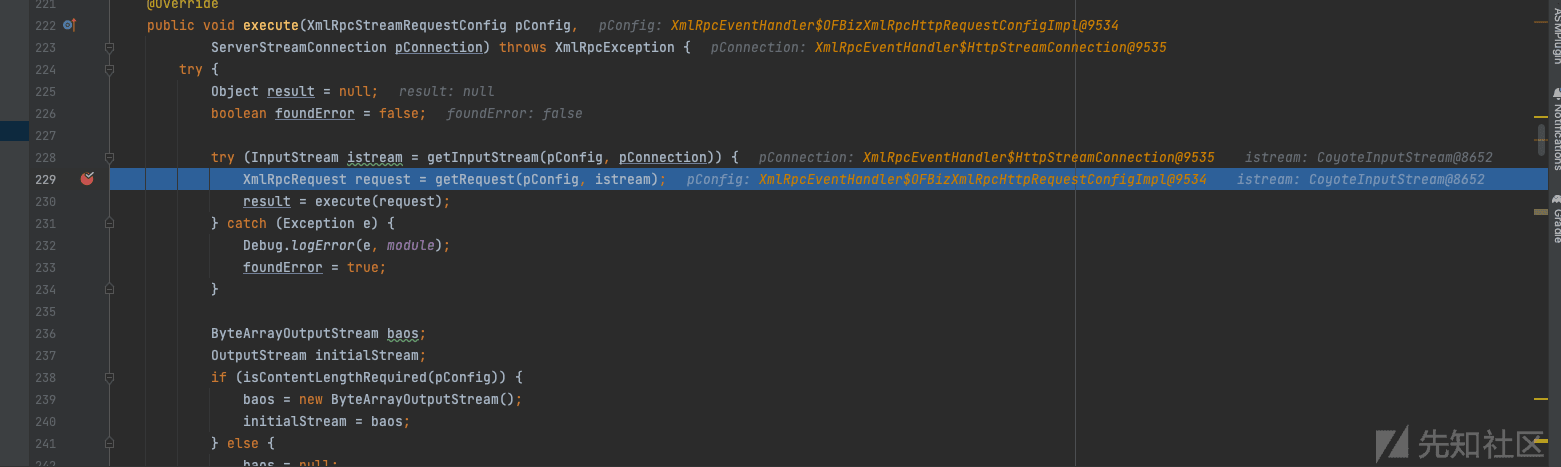 221 @Override
222 public void execute(XmlRpcStreamRequestConfig pConfig, pConfig: XmlRpcEventHandler$OFBizXmlRpcHttpRequestConfigImpl@9534
223 ServerStreamConnection pConnection) throws XmlRpcException { pConnection: XmlRpcEventHandler$HttpStreamConnection@9535
224 try {
225 Object result = null; result: null
226 boolean foundError = false; foundError: false
227
228 try (InputStream istream = getInputStream(pConfig, pConnection)) { pConnection: XmlRpcEventHandler$HttpStreamConnection@9535 istream: CoyoteInputStream@8652
229 XmlRpcRequest request = getRequest(pConfig, istream); pConfig: XmlRpcEventHandler$OFBizXmlRpcHttpRequestConfigImpl@9534 istream: CoyoteInputStream@8652
230 result = execute(request);
231 } catch (Exception e) {
232 Debug.logError(e, module);
233 foundError = true;
234 }
235
236 ByteArrayOutputStream baos;
237 OutputStream initialStream;
238 if (isContentLengthRequired(pConfig)) {
239 baos = new ByteArrayOutputStream();
240 initialStream = baos;
241 } else {
242 baos = null;
ASMPlugin
Notifications
Gradle
先知社区